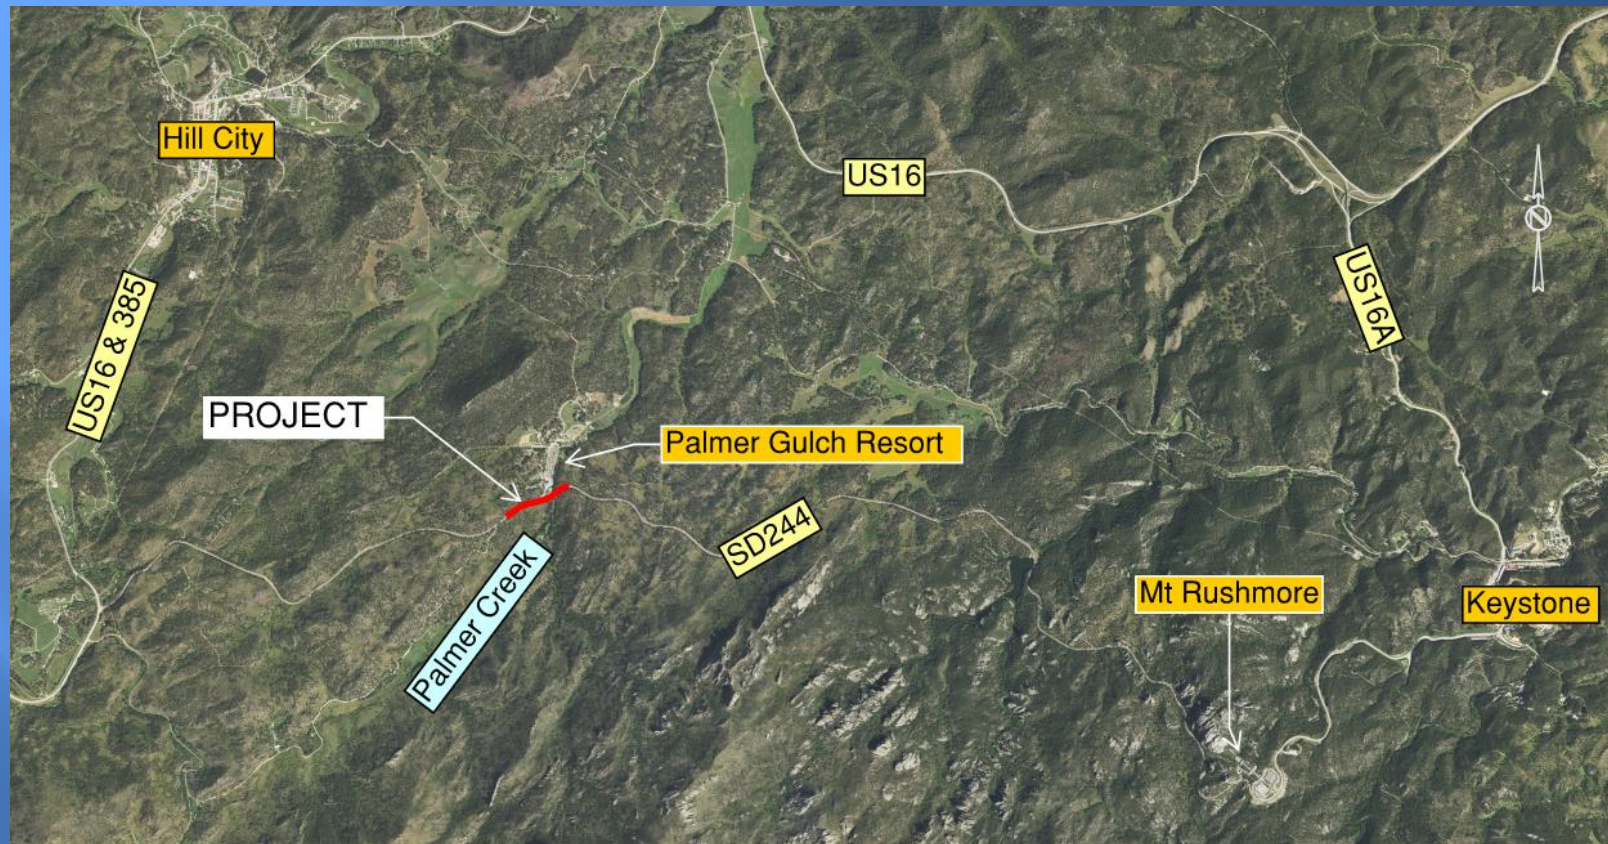 Hill City
US16
US16A
US16 & 385
PROJECT
Palmer Gulch Resort
SD244
Palmer Creek
Mt Rushmore
Keystone
N